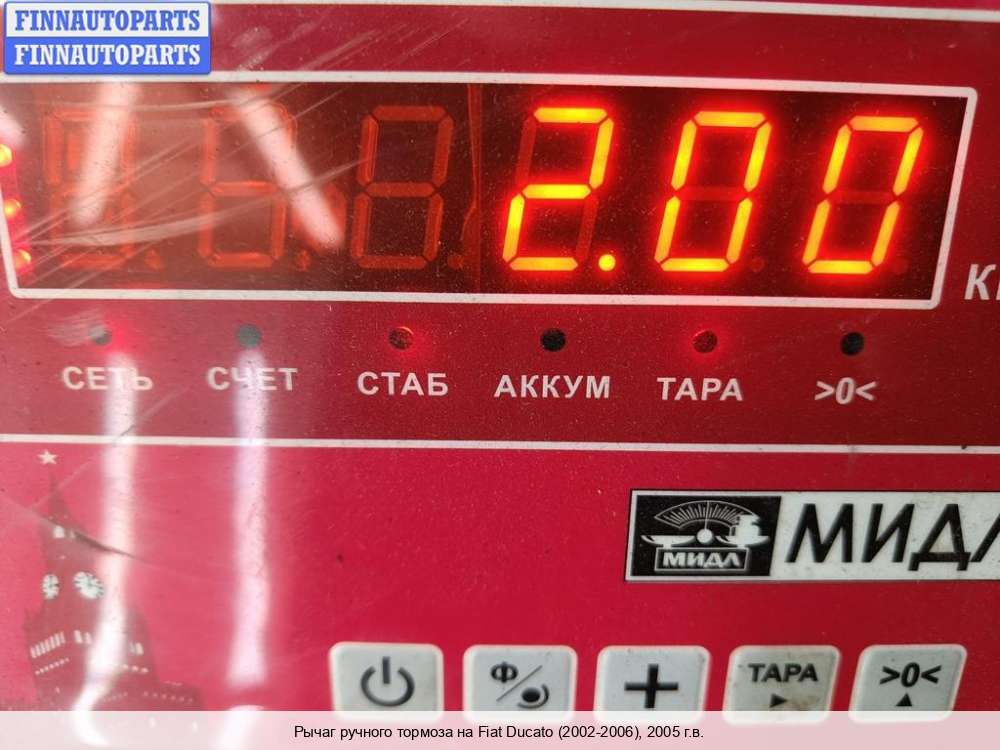 FINNAUTOPARTS
FINNAUTOPARTS
2.00
СЕТЬ СЧЕТ СТАБ АККУМ ТАРА >0<
МИДЛ
МИДЛ
Ф
+ ТАРА >0<
Рычаг ручного тормоза на Fiat Ducato (2002-2006), 2005 г.в.